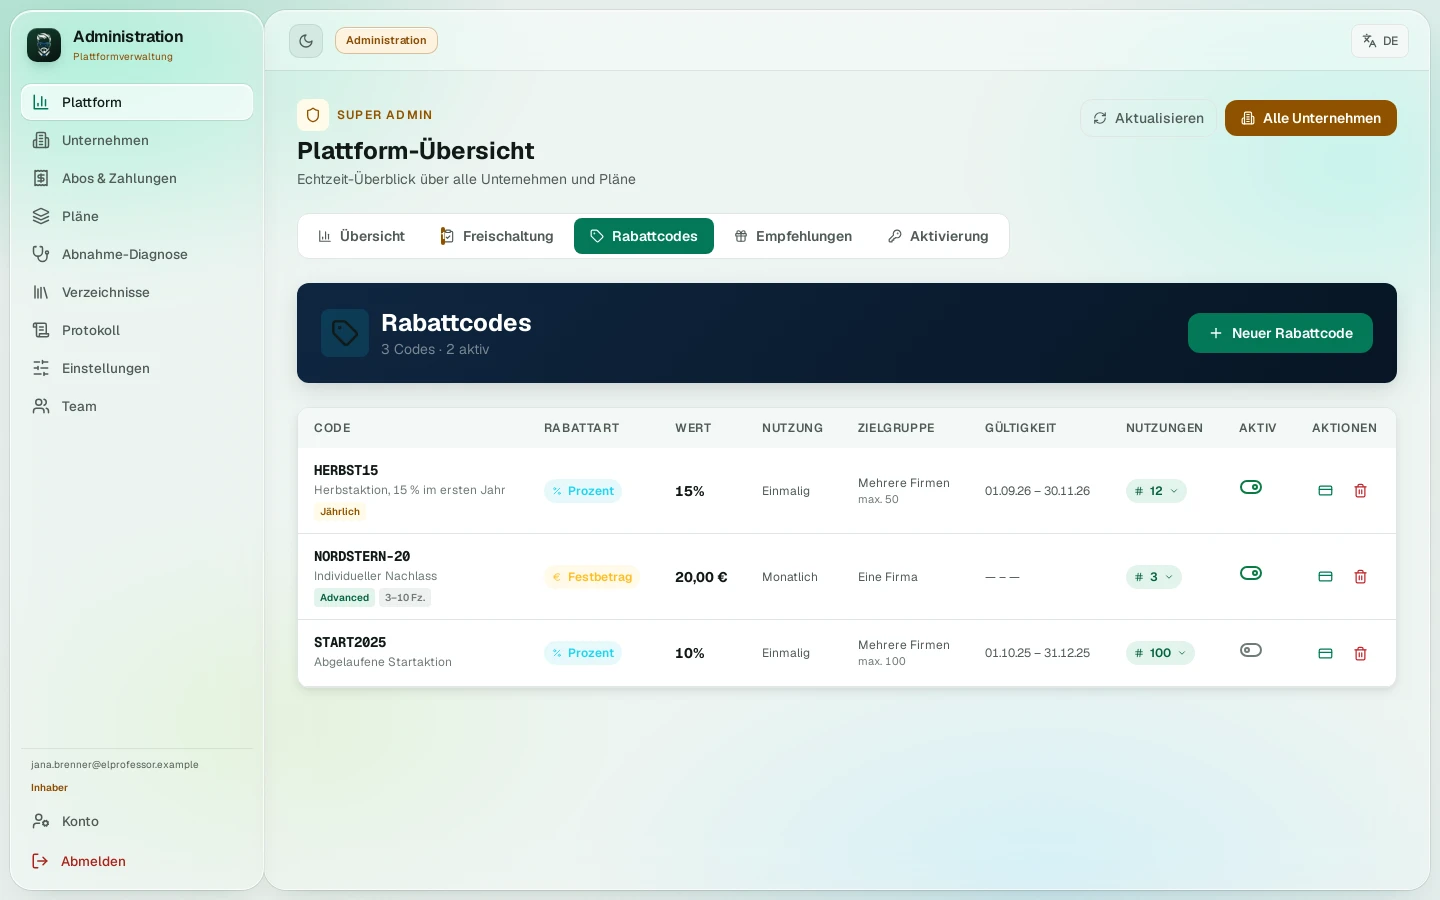 Administration
Plattformverwaltung
Plattform
Unternehmen
Abos & Zahlungen
Pläne
Abnahme-Diagnose
Verzeichnisse
Protokoll
Einstellungen
Team
jana.brenner@elprofessor.example
Inhaber
Konto
Abmelden
Administration
DE
SUPER ADMIN
Plattform-Übersicht
Echtzeit-Überblick über alle Unternehmen und Pläne
Aktualisieren
Alle Unternehmen
Übersicht
Freischaltung
Rabattcodes
Empfehlungen
Aktivierung
Rabattcodes
3 Codes · 2 aktiv
Neuer Rabattcode
CODE RABATTART WERT NUTZUNG ZIELGRUPPE GÜLTIGKEIT NUTZUNGEN AKTIV AKTIONEN
HERBST15
Herbstaktion, 15 % im ersten Jahr
Jährlich
% Prozent
15%
Einmalig
Mehrere Firmen
max. 50
01.09.26 – 30.11.26
# 12
NORDSTERN-20
Individueller Nachlass
Advanced 3–10 Fz.
€ Festbetrag
20,00 €
Monatlich
Eine Firma
— – —
# 3
START2025
Abgelaufene Startaktion
% Prozent
10%
Einmalig
Mehrere Firmen
max. 100
01.10.25 – 31.12.25
# 100